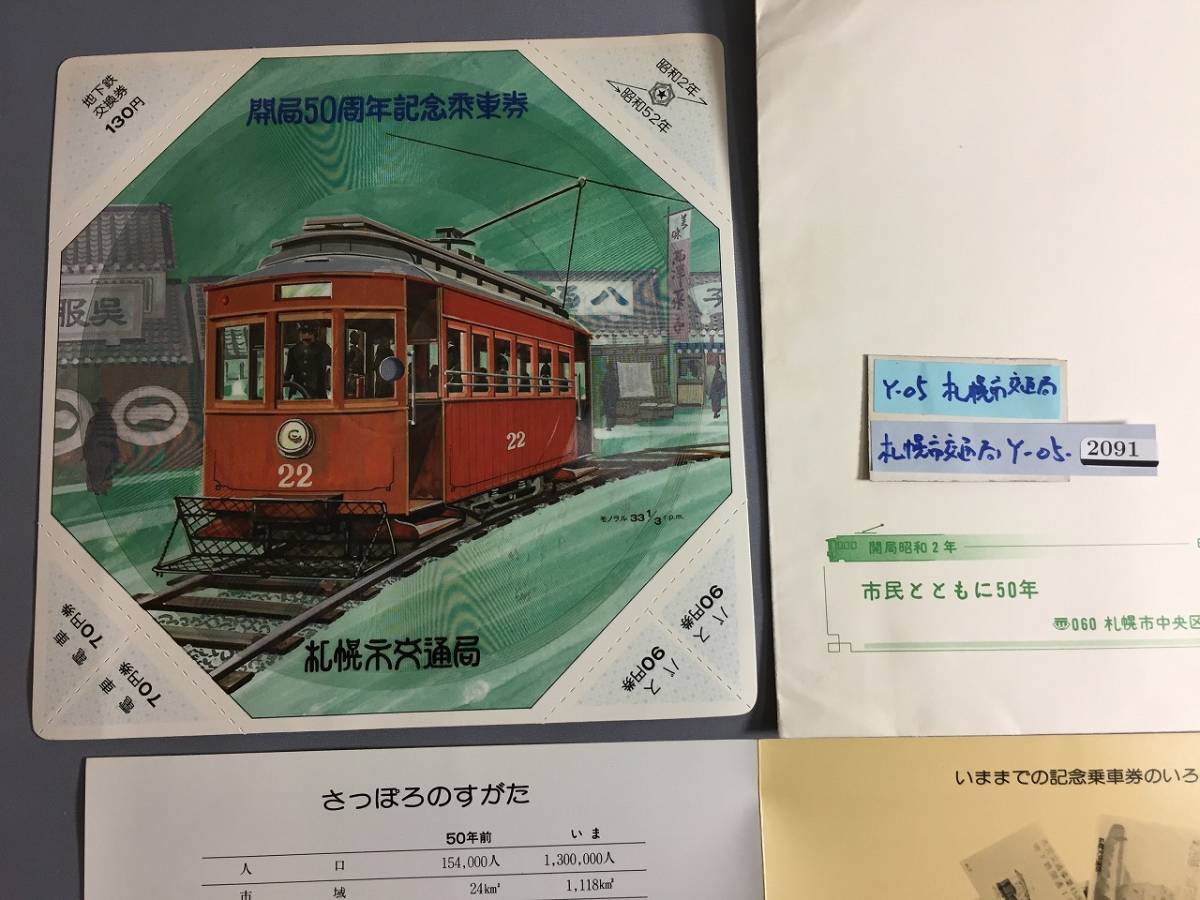 地下鉄
交換券
130円
昭和2年
昭和52年
開局50周年記念乗車券
呉
服
八
美
味
22
22
モノラル 33 1/3 r.p.m.
札幌市交通局
電車
70円券
電車
70円券
バス
90円券
バス
90円券
Y-05 札幌市交通局
札幌市交通局 Y-05-
2091
開局昭和2年
市民とともに50年
〠060 札幌市中央区
さっぽろのすがた
50年前 いま
人口 154,000人 1,300,000人
市域 24km² 1,118km²
いままでの記念乗車券のいろ